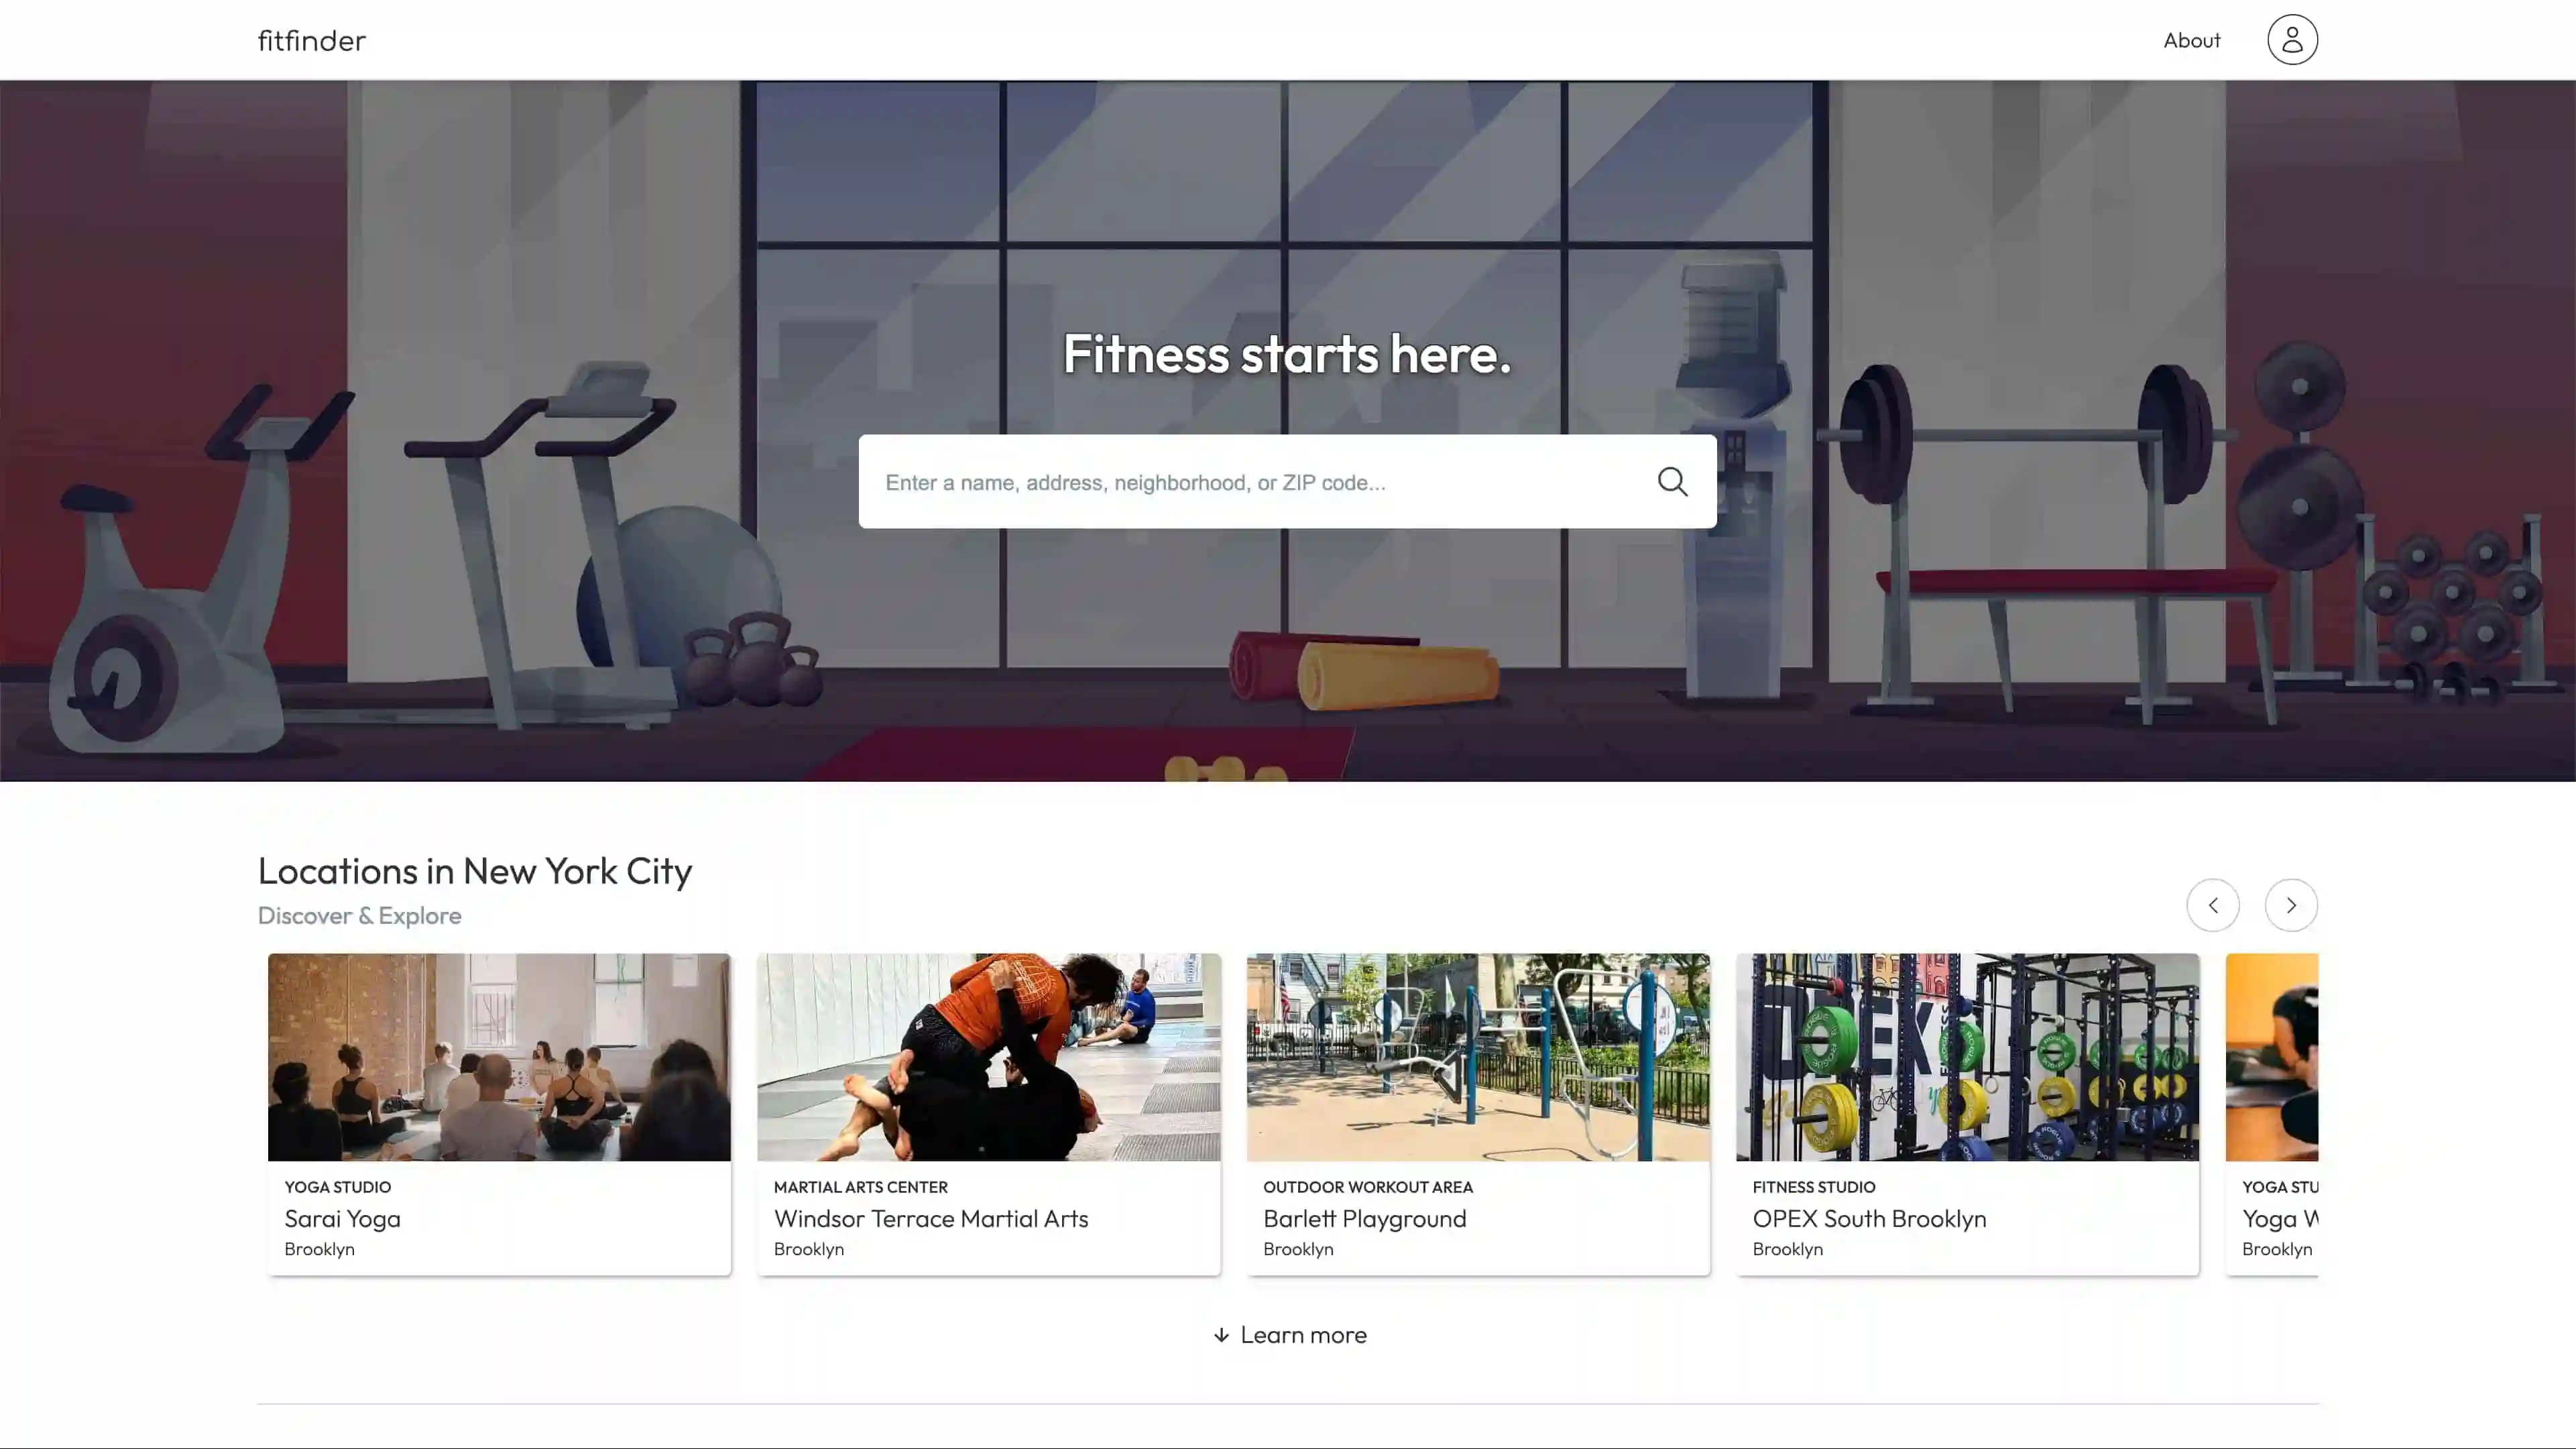 fitfinder
About
Fitness starts here.
Enter a name, address, neighborhood, or ZIP code...
Locations in New York City
Discover & Explore
OPEX
FITNESS
YOGA STUDIO
Sarai Yoga
Brooklyn
MARTIAL ARTS CENTER
Windsor Terrace Martial Arts
Brooklyn
OUTDOOR WORKOUT AREA
Barlett Playground
Brooklyn
FITNESS STUDIO
OPEX South Brooklyn
Brooklyn
YOGA STU
Yoga
Brooklyn
Learn more